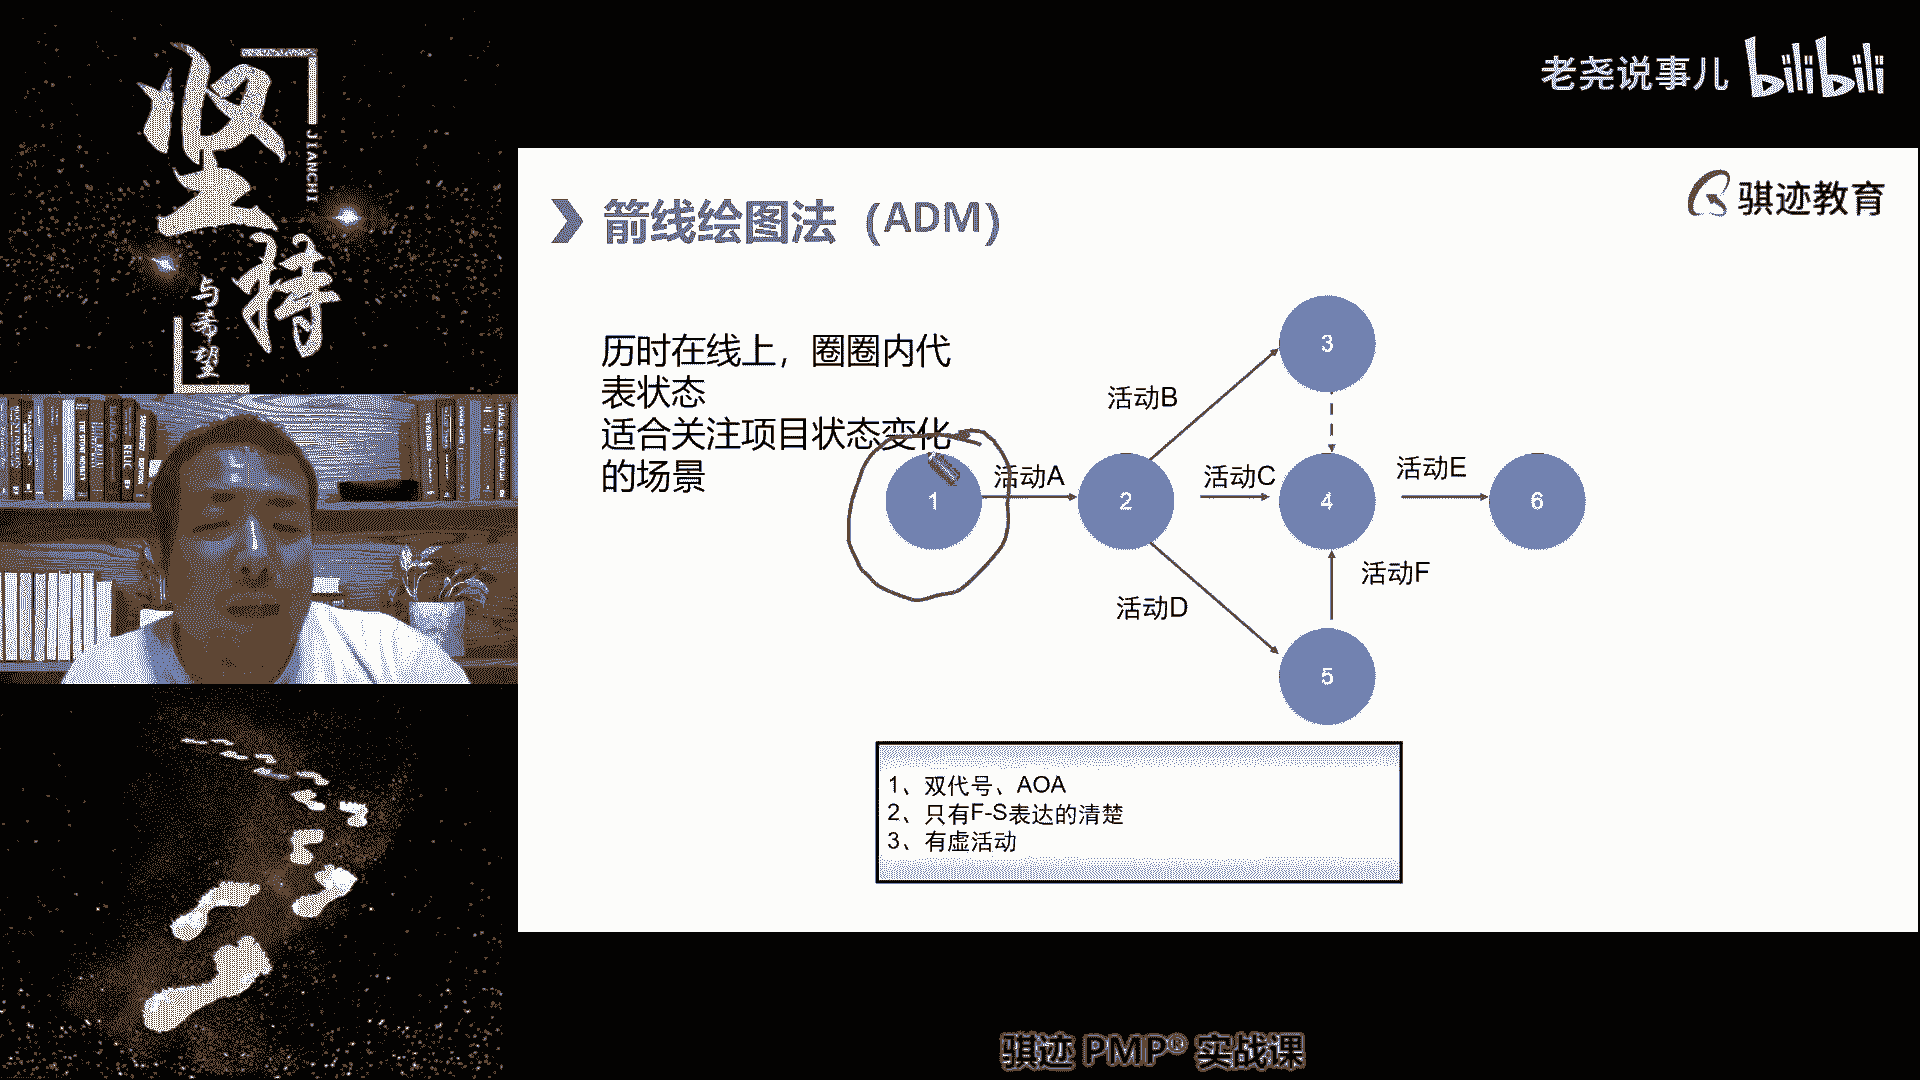 坚持
JIANCHI
与希望
老尧说事儿 bilibili
骐迹教育
箭线绘图法（ADM）
历时在线上，圈圈内代
表状态
适合关注项目状态变化
的场景
3
活动B
活动A
活动C
活动E
1
2
4
6
活动F
活动D
5
1、双代号、AOA
2、只有F-S表达的清楚
3、有虚活动
骐迹 PMP® 实战课